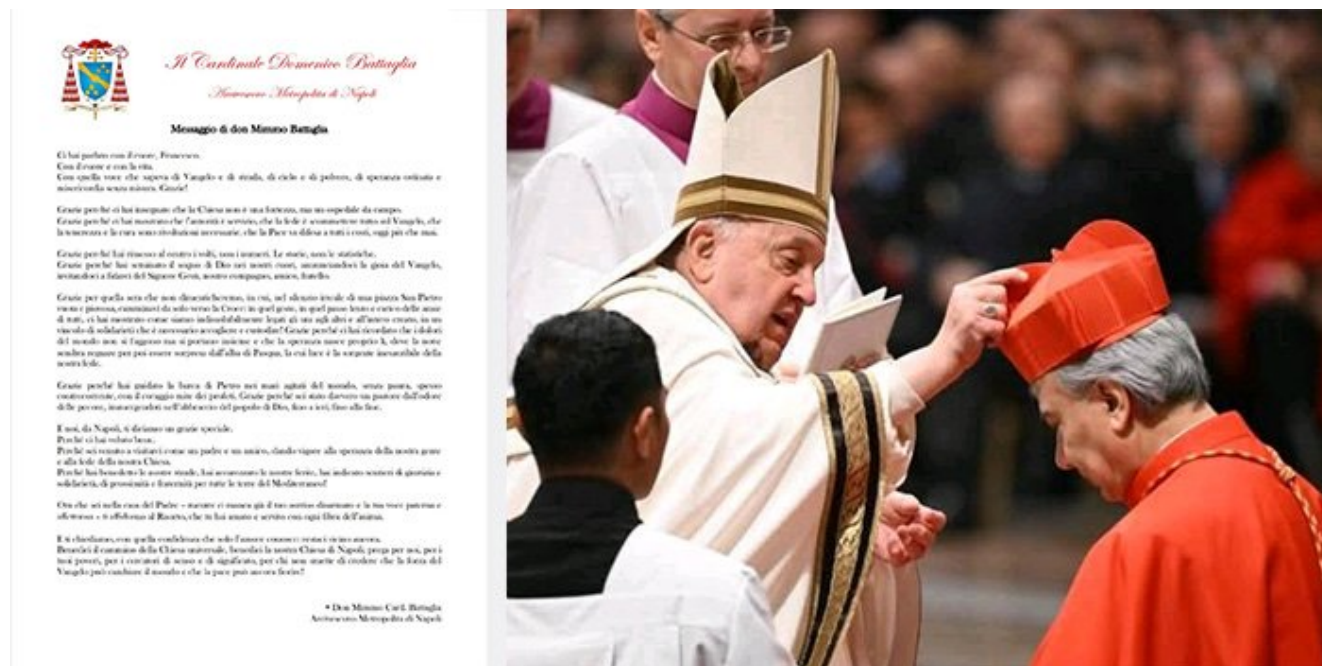 Il Cardinale Domenico Battaglia
Arcivescovo Metropolita di Napoli
Messaggio di don Mimmo Battaglia
Ci hai parlato con il cuore, Francesco.
Con il cuore e con la vita.
Con quella voce che sapeva di Vangelo e di strada, di cielo e di polvere, di speranza ostinata e
misericordia senza misura. Grazie!
Grazie perché ci hai insegnato che la Chiesa non è una fortezza, ma un ospedale da campo.
Grazie perché ci hai mostrato che l'autorità è servizio, che la fede è scommettere tutto sul Vangelo, che
la tenerezza e la cura sono rivoluzioni necessarie, che la Pace va difesa a tutti i costi, oggi più che mai.
Grazie perché hai rimesso al centro i volti, non i numeri. Le storie, non le statistiche.
Grazie perché hai seminato il sogno di Dio nei nostri cuori, annunciandoci la gioia del Vangelo,
invitandoci a fidarci del Signore Gesù, nostro compagno, amico, fratello.
Grazie per quella sera che non dimenticheremo, in cui, nel silenzio irreale di una piazza San Pietro
vuota e piovosa, camminavi da solo verso la Croce: in quel gesto, in quel passo lento e carico delle ansie
di tutti, ci hai mostrato come siamo indissolubilmente legati gli uni agli altri e all'intero creato, in un
vincolo di solidarietà che è necessario accogliere e custodire! Grazie perché ci hai ricordato che i dolori
del mondo non si fuggono ma si portano insieme e che la speranza nasce proprio lì, dove la notte
sembra regnare per poi essere sorpresa dall'alba di Pasqua, la cui luce è la sorgente inesauribile della
nostra fede.
Grazie perché hai guidato la barca di Pietro nei mari agitati del mondo, senza paura, spesso
controcorrente, con il coraggio mite dei profeti. Grazie perché sei stato davvero un pastore dall'odore
delle pecore, immergendoti nell'abbraccio del popolo di Dio, fino a ieri, fino alla fine.
E noi, da Napoli, ti diciamo un grazie speciale.
Perché ci hai voluto bene.
Perché sei venuto a visitarci come un padre e un amico, dando vigore alla speranza della nostra gente
e alla fede della nostra Chiesa.
Perché hai benedetto le nostre strade, hai accarezzato le nostre ferite, hai indicato sentieri di giustizia e
solidarietà, di prossimità e fraternità per tutte le terre del Mediterraneo!
Ora che sei nella casa del Padre – mentre ci manca già il tuo sorriso disarmato e la tua voce paterna e
affettuosa – ti affidiamo al Risorto, che tu hai amato e servito con ogni fibra dell'anima.
E ti chiediamo, con quella confidenza che solo l'amore conosce: resta ci vicino ancora.
Benedici il cammino della Chiesa universale, benedici la nostra Chiesa di Napoli, prega per noi, per i
tuoi poveri, per i cercatori di senso e di significato, per chi non smette di credere che la forza del
Vangelo può cambiare il mondo e che la pace può ancora fiorire!
Don Mimmo Card. Battaglia
Arcivescovo Metropolita di Napoli